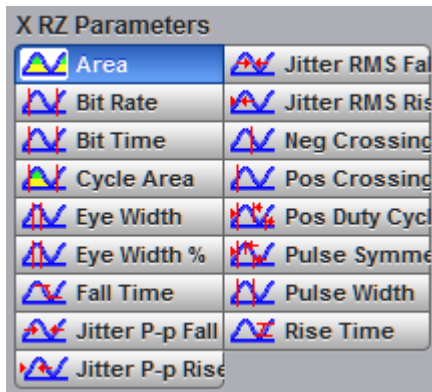 X RZ Parameters
Area
Jitter RMS Fal
Bit Rate
Jitter RMS Ris
Bit Time
Neg Crossing
Cycle Area
Pos Crossing
Eye Width
Pos Duty Cycl
Eye Width %
Pulse Symme
Fall Time
Pulse Width
Jitter P-p Fall
Rise Time
Jitter P-p Rise